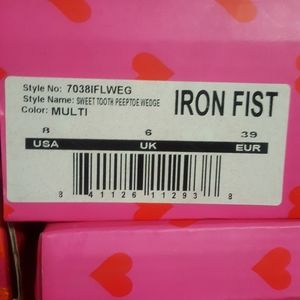 Style No: 7038IFLWEG
Style Name: SWEET TOOTH PEEPTOE WEDGE
Color: MULTI
IRON FIST
8 6 39
USA UK EUR
8 41126 11293 8